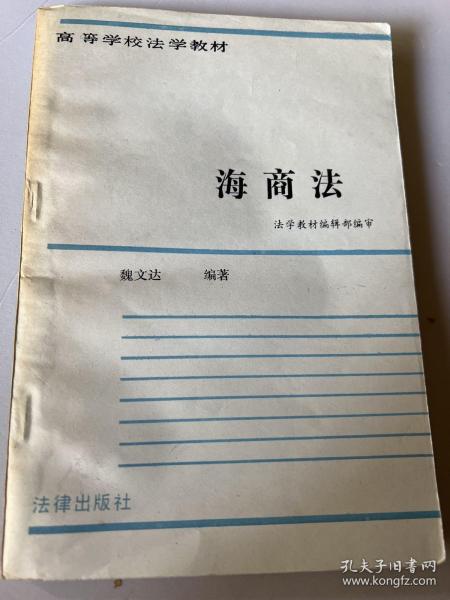 高等学校法学教材
海商法
法学教材编辑部编审
魏文达 编著
法律出版社
孔夫子旧书网
www.kongfz.com